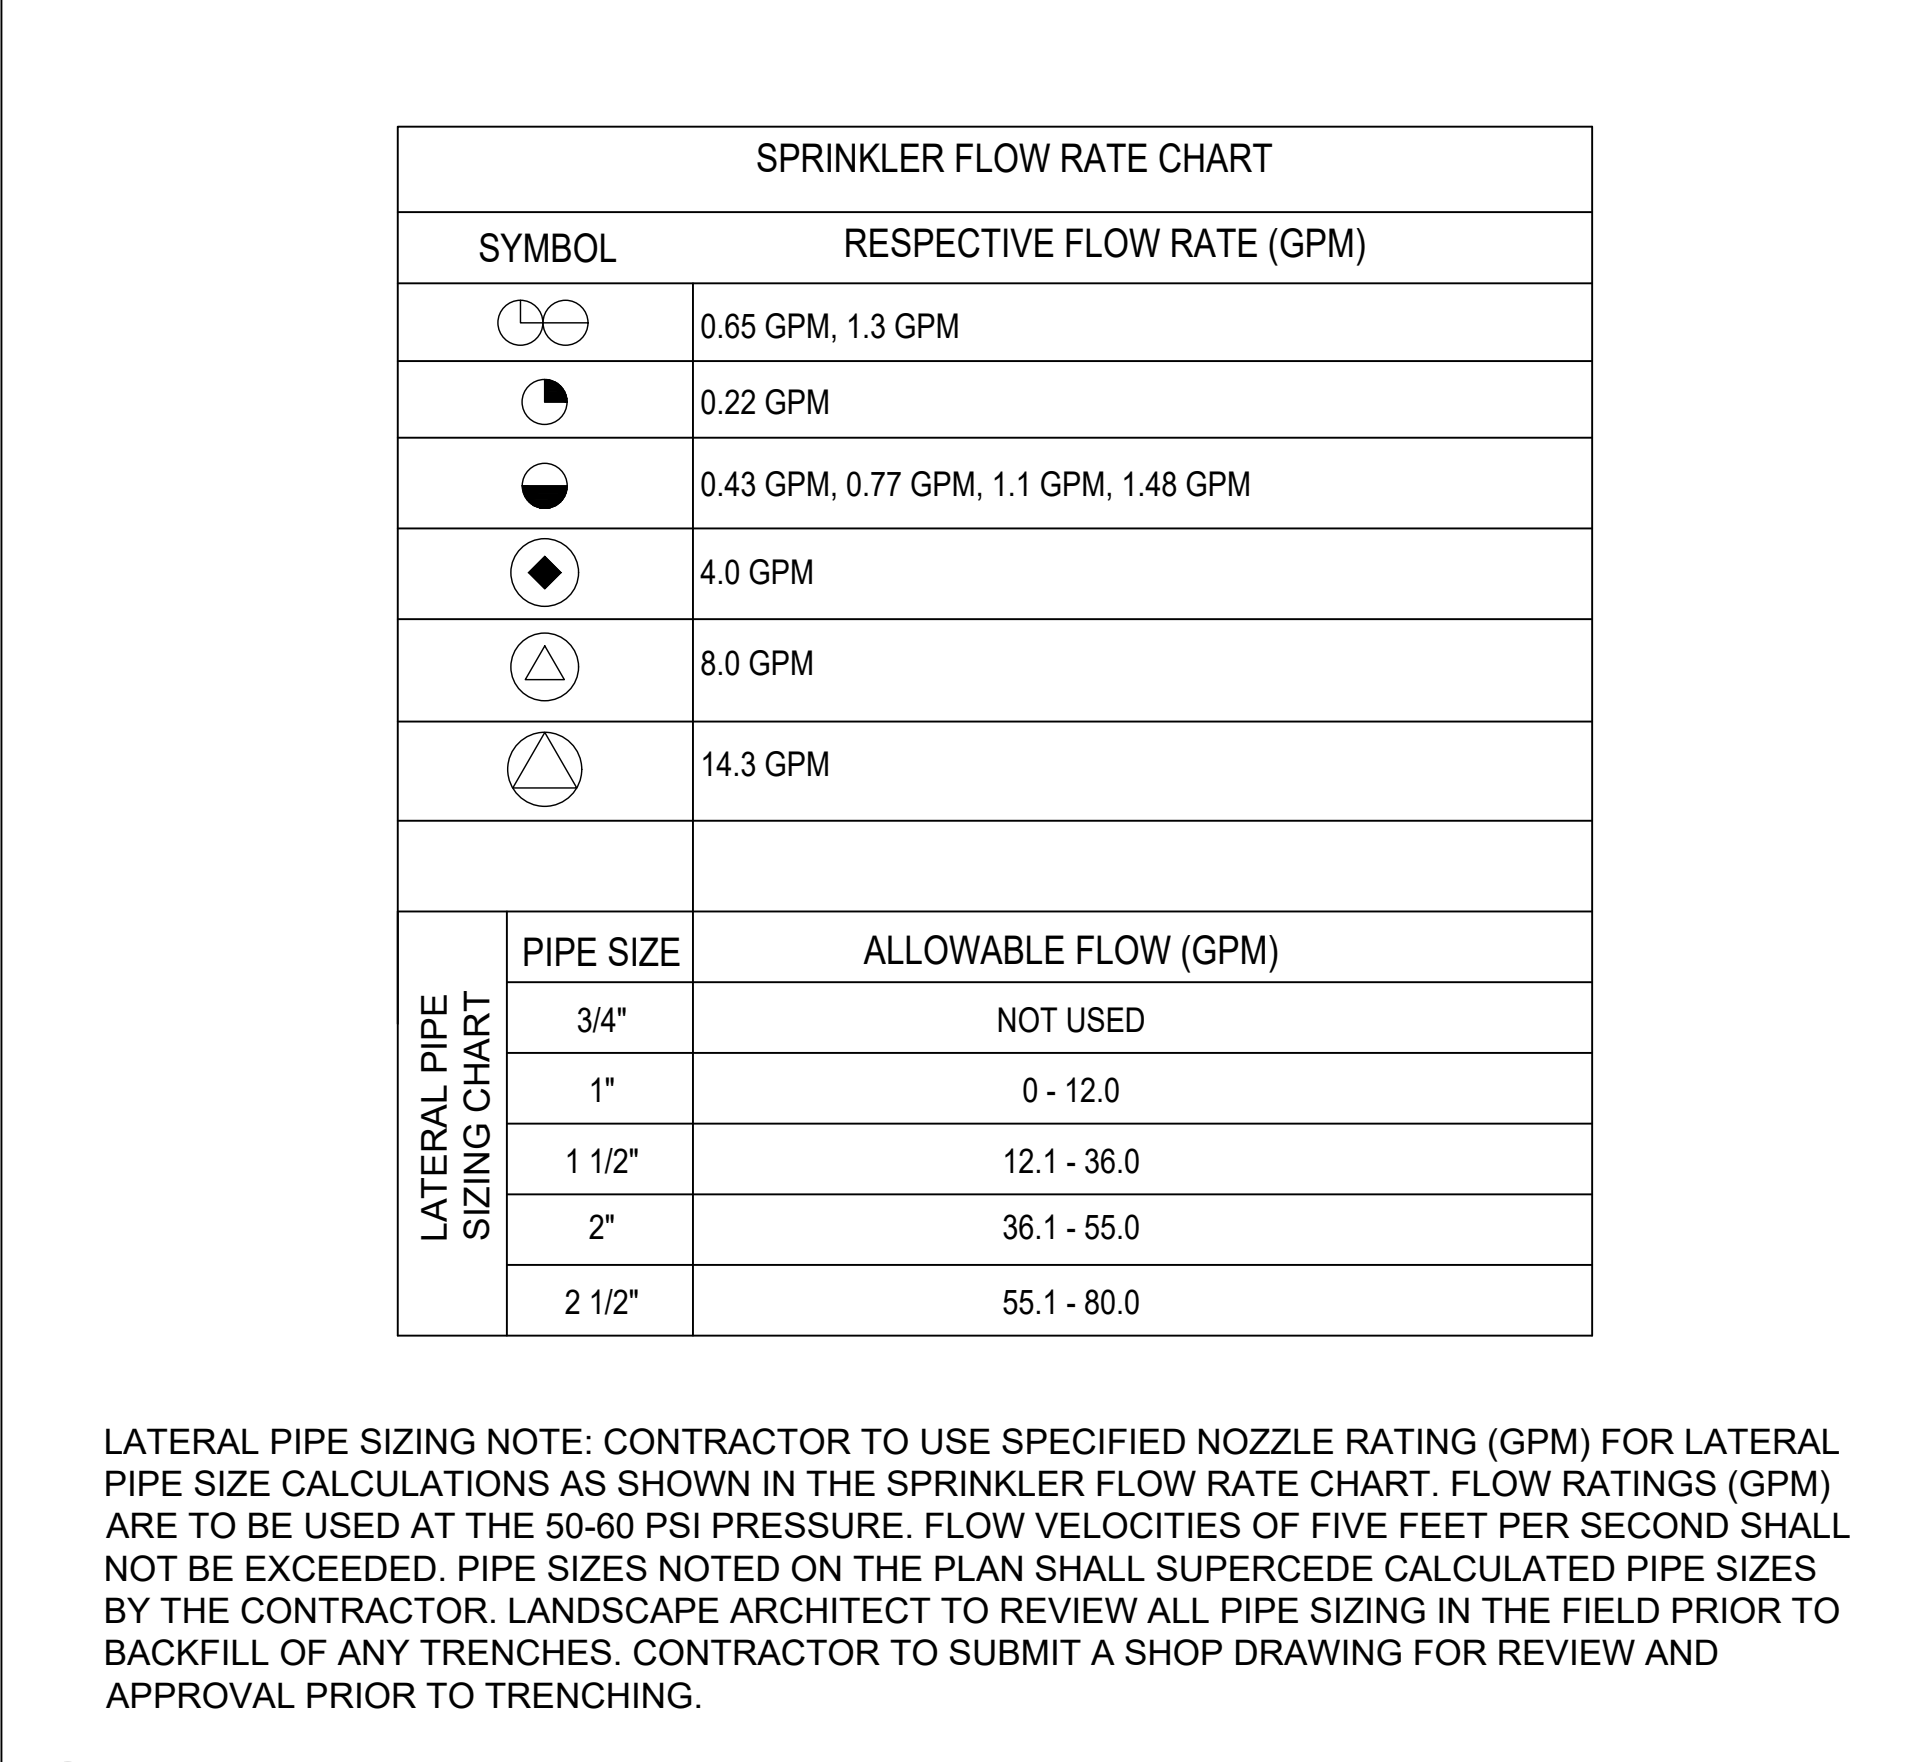 SPRINKLER FLOW RATE CHART
SYMBOL RESPECTIVE FLOW RATE (GPM)
0.65 GPM, 1.3 GPM
0.22 GPM
0.43 GPM, 0.77 GPM, 1.1 GPM, 1.48 GPM
4.0 GPM
8.0 GPM
14.3 GPM
LATERAL PIPE
SIZING CHART
PIPE SIZE ALLOWABLE FLOW (GPM)
3/4" NOT USED
1" 0 - 12.0
1 1/2" 12.1 - 36.0
2" 36.1 - 55.0
2 1/2" 55.1 - 80.0
LATERAL PIPE SIZING NOTE: CONTRACTOR TO USE SPECIFIED NOZZLE RATING (GPM) FOR LATERAL
PIPE SIZE CALCULATIONS AS SHOWN IN THE SPRINKLER FLOW RATE CHART. FLOW RATINGS (GPM)
ARE TO BE USED AT THE 50-60 PSI PRESSURE. FLOW VELOCITIES OF FIVE FEET PER SECOND SHALL
NOT BE EXCEEDED. PIPE SIZES NOTED ON THE PLAN SHALL SUPERCEDE CALCULATED PIPE SIZES
BY THE CONTRACTOR. LANDSCAPE ARCHITECT TO REVIEW ALL PIPE SIZING IN THE FIELD PRIOR TO
BACKFILL OF ANY TRENCHES. CONTRACTOR TO SUBMIT A SHOP DRAWING FOR REVIEW AND
APPROVAL PRIOR TO TRENCHING.